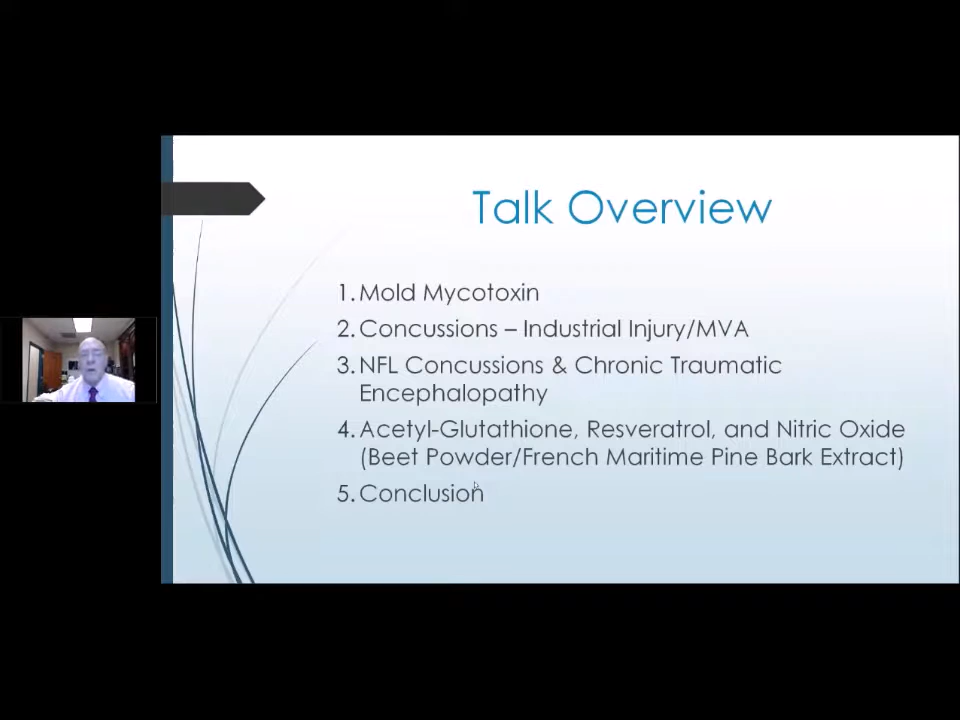 Talk Overview
1. Mold Mycotoxin
2. Concussions – Industrial Injury/MVA
3. NFL Concussions & Chronic Traumatic
Encephalopathy
4. Acetyl-Glutathione, Resveratrol, and Nitric Oxide
(Beet Powder/French Maritime Pine Bark Extract)
5. Conclusion